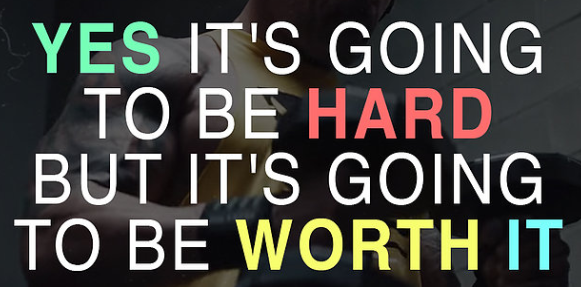 YES IT'S GOING
TO BE HARD
BUT IT'S GOING
TO BE WORTH IT